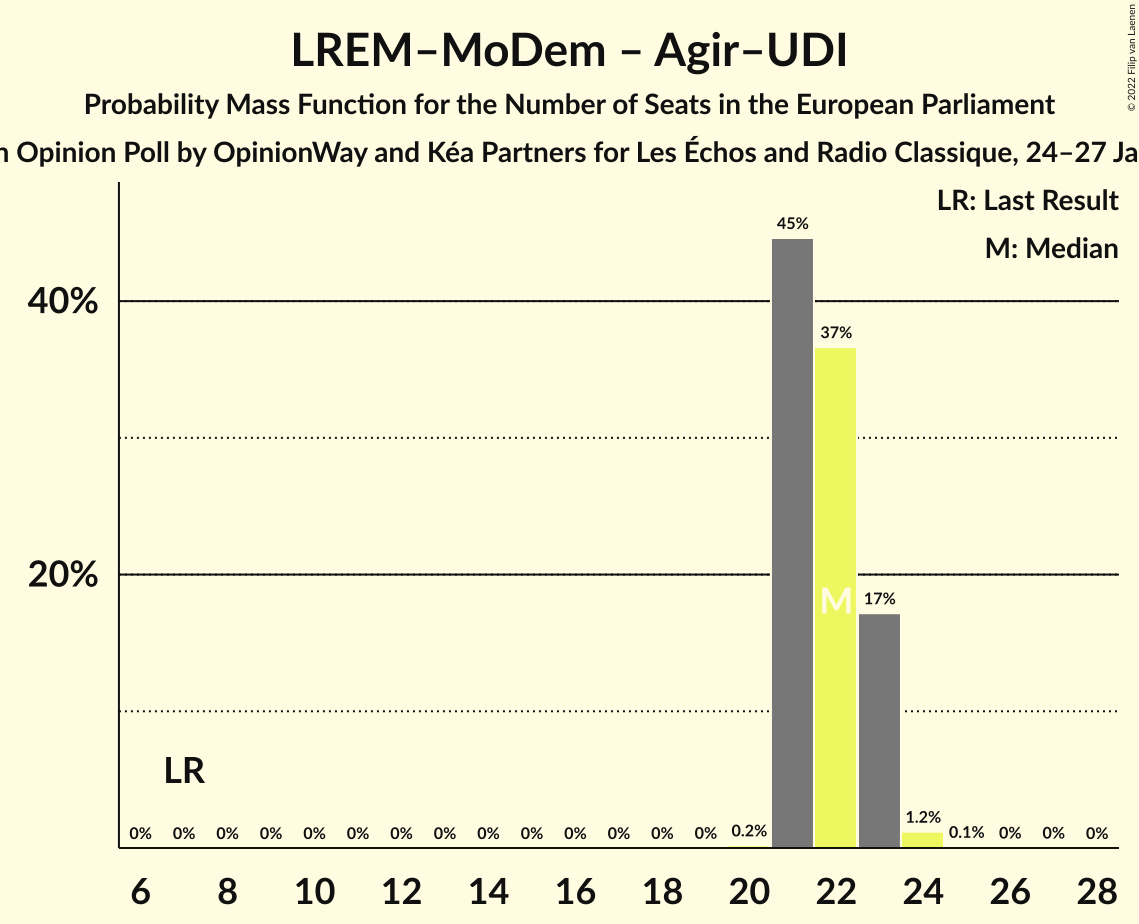 LREM–MoDem – Agir–UDI
Probability Mass Function for the Number of Seats in the European Parliament
n Opinion Poll by OpinionWay and Kéa Partners for Les Échos and Radio Classique, 24–27 Ja
© 2022 Filip van Laenen
LR: Last Result
M: Median
45%
40%
37%
20%
M
17%
LR
0% 0% 0% 0% 0% 0% 0% 0% 0% 0% 0% 0% 0% 0% 0.2% 1.2% 0.1% 0% 0% 0%
6 8 10 12 14 16 18 20 22 24 26 28